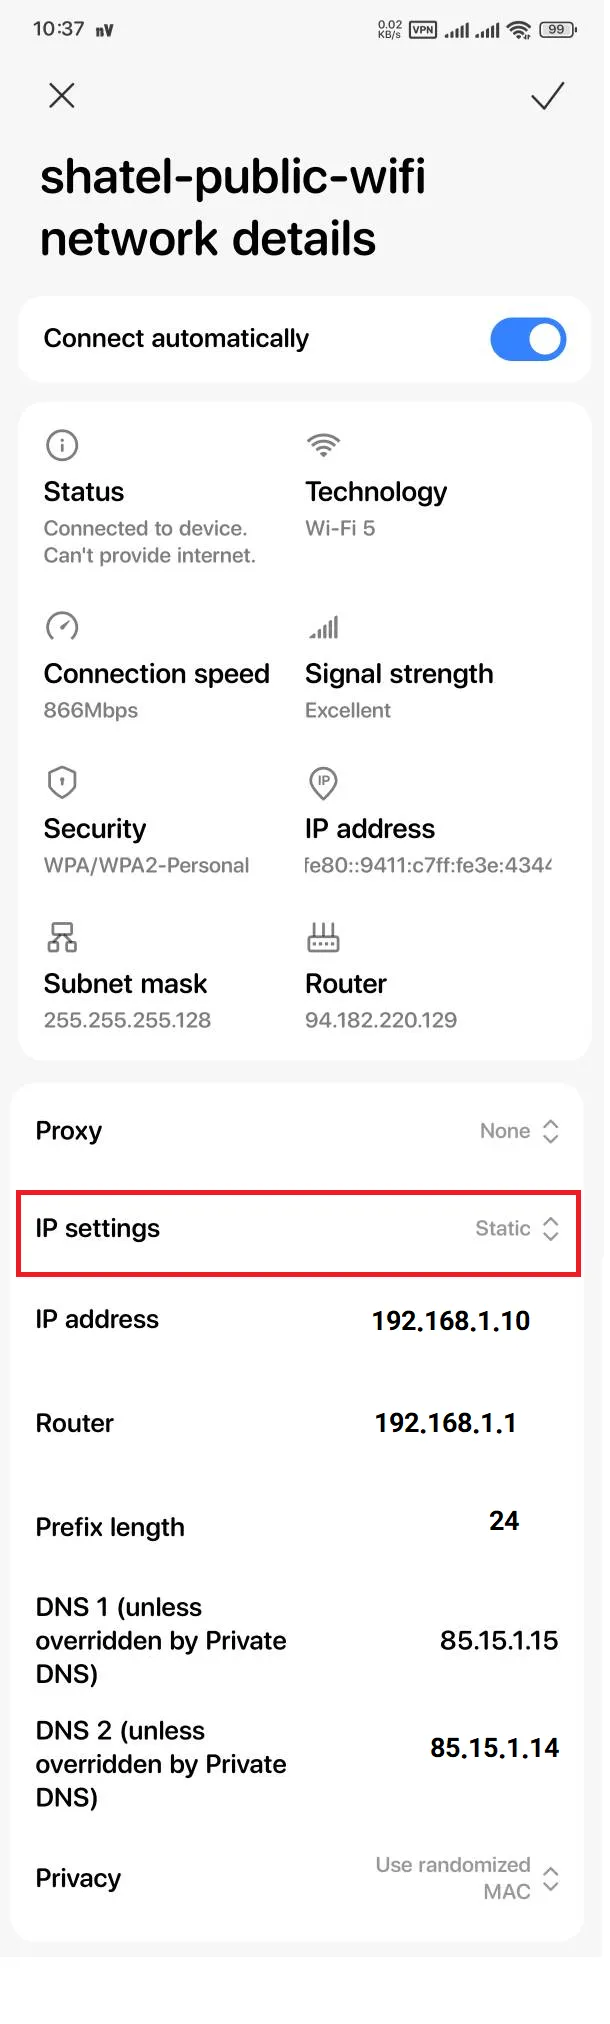 10:37
0.02
KB/s
VPN
99
shatel-public-wifi
network details
Connect automatically
Status
Connected to device.
Can't provide internet.
Technology
Wi-Fi 5
Connection speed
866Mbps
Signal strength
Excellent
Security
WPA/WPA2-Personal
IP
IP address
fe80::9411:c7ff:fe3e:4344
Subnet mask
255.255.255.128
Router
94.182.220.129
Proxy
None
IP settings
Static
IP address
192.168.1.10
Router
192.168.1.1
Prefix length
24
DNS 1 (unless
overridden by Private
DNS)
85.15.1.15
DNS 2 (unless
overridden by Private
DNS)
85.15.1.14
Privacy
Use randomized
MAC